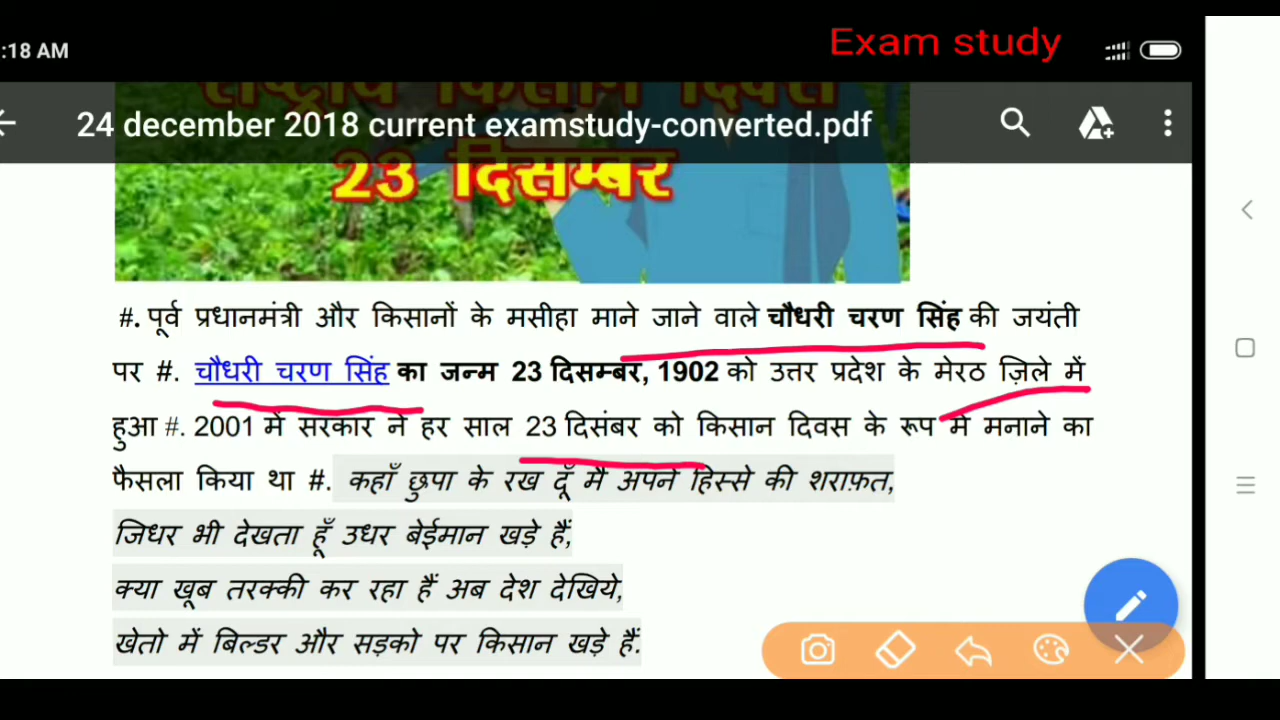 :18 AM
Exam study
24 december 2018 current examstudy-converted.pdf
राष्ट्रीय किसान दिवस
23 दिसम्बर
#. पूर्व प्रधानमंत्री और किसानों के मसीहा माने जाने वाले चौधरी चरण सिंह की जयंती
पर #. चौधरी चरण सिंह का जन्म 23 दिसम्बर, 1902 को उत्तर प्रदेश के मेरठ ज़िले में
हुआ #. 2001 में सरकार ने हर साल 23 दिसंबर को किसान दिवस के रूप में मनाने का
फैसला किया था #. कहाँ छुपा के रख दूँ मै अपने हिस्से की शराफ़त,
जिधर भी देखता हूँ उधर बेईमान खड़े हैं,
क्या खूब तरक्की कर रहा हैं अब देश देखिये,
खेतो में बिल्डर और सड़को पर किसान खड़े हैं.